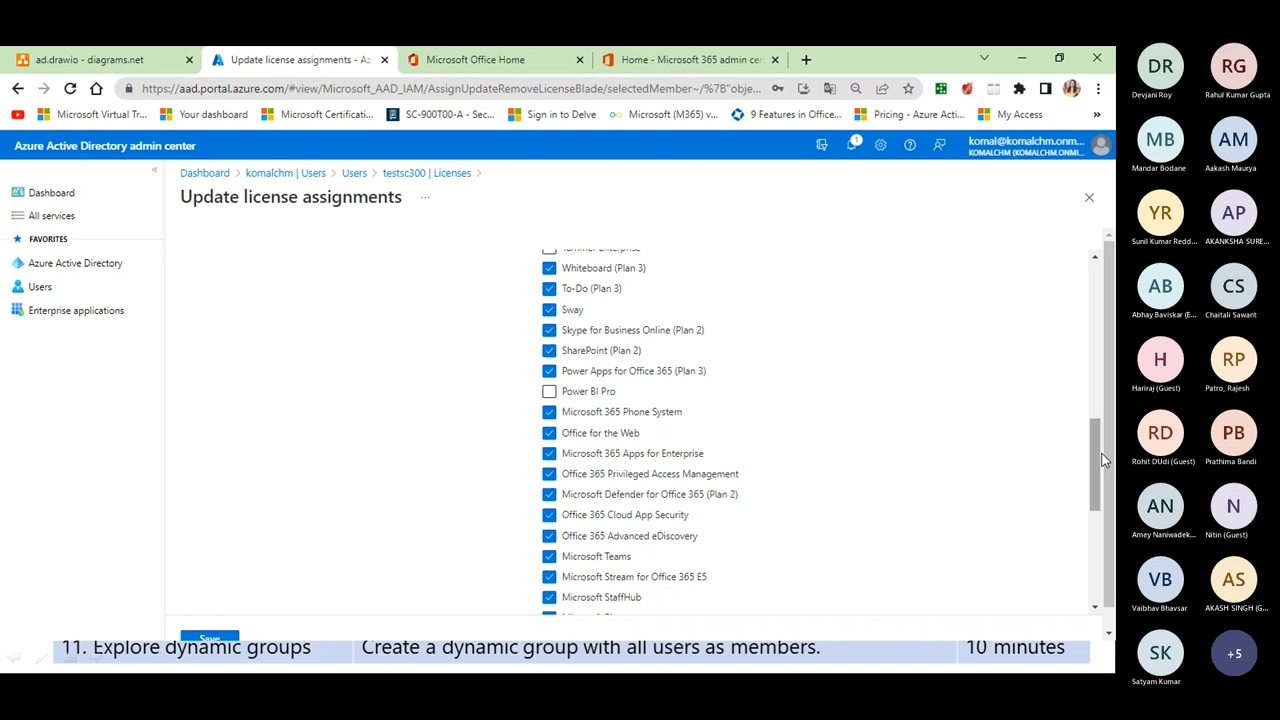 ad.drawio - diagrams.net
Update license assignments - Az
Microsoft Office Home
Home - Microsoft 365 admin cen
https://aad.portal.azure.com/#view/Microsoft_AAD_IAM/AssignUpdateRemoveLicenseBlade/selectedMember~/%7B"obje...
Microsoft Virtual Tr...
Your dashboard
Microsoft Certificati...
SC-900T00-A - Sec...
Sign in to Delve
Microsoft (M365) v...
9 Features in Office...
Pricing - Azure Acti...
My Access
Azure Active Directory admin center
1
komal@komalchm.onm...
KOMALCHM (KOMALCHM.ONMI...
Dashboard
All services
FAVORITES
Azure Active Directory
Users
Enterprise applications
Dashboard > komalchm | Users > Users > testsc300 | Licenses >
Update license assignments ...
Yammer Enterprise
Whiteboard (Plan 3)
To-Do (Plan 3)
Sway
Skype for Business Online (Plan 2)
SharePoint (Plan 2)
Power Apps for Office 365 (Plan 3)
Power BI Pro
Microsoft 365 Phone System
Office for the Web
Microsoft 365 Apps for Enterprise
Office 365 Privileged Access Management
Microsoft Defender for Office 365 (Plan 2)
Office 365 Cloud App Security
Office 365 Advanced eDiscovery
Microsoft Teams
Microsoft Stream for Office 365 E5
Microsoft StaffHub
Save
11. Explore dynamic groups Create a dynamic group with all users as members. 10 minutes
DR RG
Devjani Roy Rahul Kumar Gupta
MB AM
Mandar Bodane Aakash Maurya
YR AP
Sunil Kumar Redd... AKANKSHA SURE...
AB CS
Abhay Baviskar (E... Chaitali Sawant
H RP
Hariraj (Guest) Patro, Rajesh
RD PB
Rohit DUdi (Guest) Prathima Bandi
AN N
Amey Naniwadek... Nitin (Guest)
VB AS
Vaibhav Bhavsar AKASH SINGH (G...
SK +5
Satyam Kumar